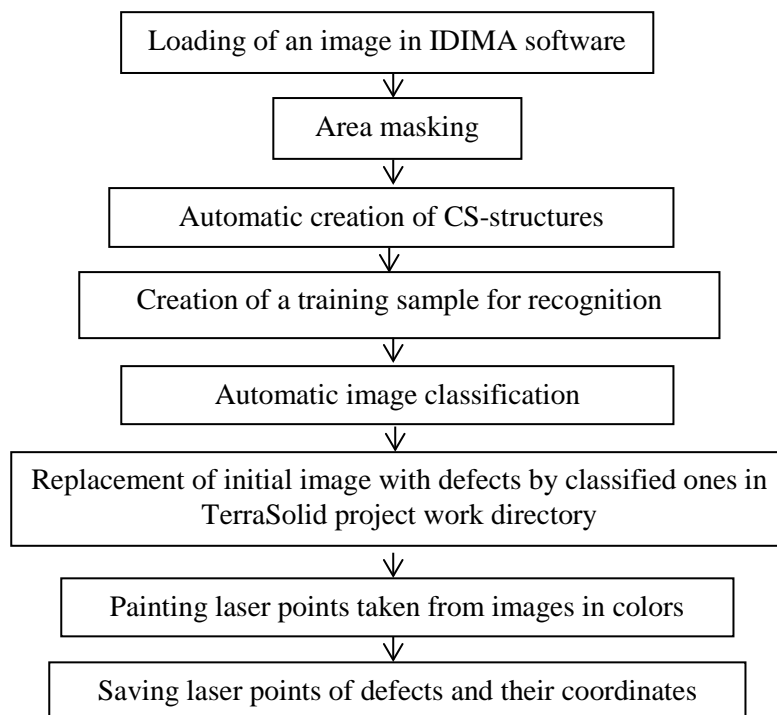 Loading of an image in IDIMA software
Area masking
Automatic creation of CS-structures
Creation of a training sample for recognition
Automatic image classification
Replacement of initial image with defects by classified ones in
TerraSolid project work directory
Painting laser points taken from images in colors
Saving laser points of defects and their coordinates